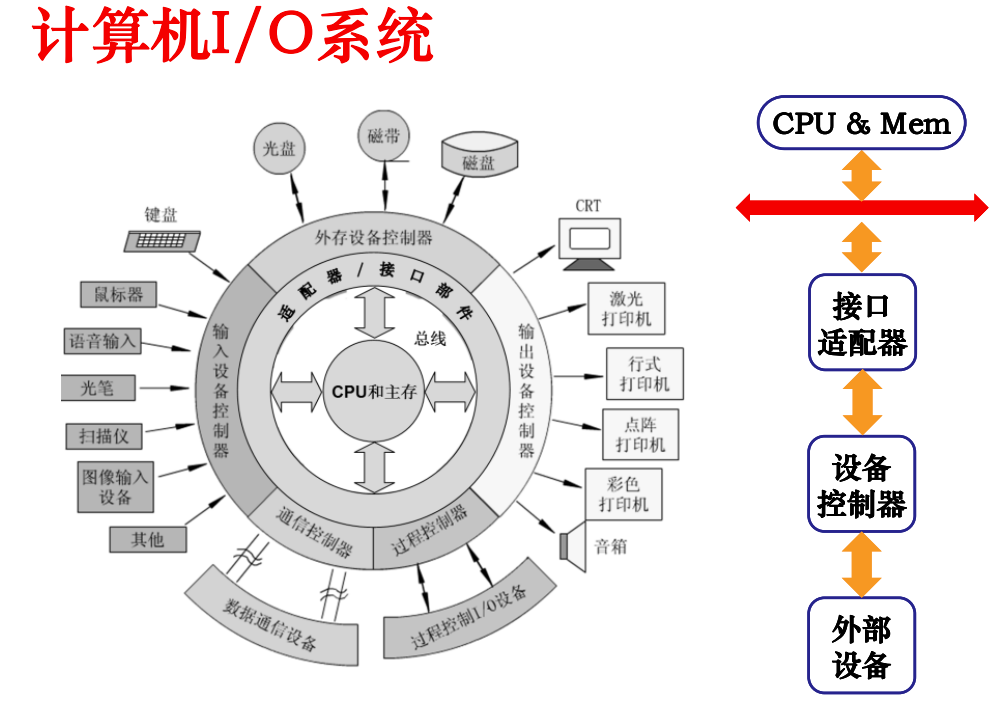 计算机I/O系统
光盘
磁带
磁盘
键盘
CRT
外存设备控制器
适配器/接口部件
鼠标器
语音输入
光笔
扫描仪
图像输入
设备
其他
输入设备控制器
总线
CPU和主存
输出设备控制器
激光
打印机
行式
打印机
点阵
打印机
彩色
打印机
音箱
通信控制器
过程控制器
数据通信设备
过程控制I/O设备
CPU & Mem
接口
适配器
设备
控制器
外部
设备